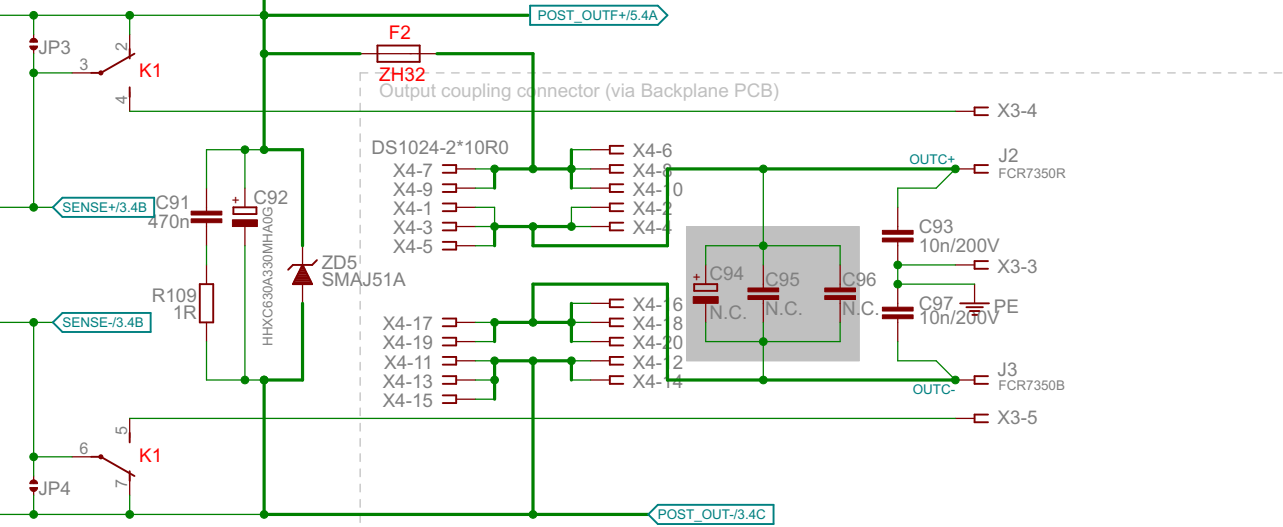 POST_OUTF+/5.4A
F2
ZH32
JP3
2
3
K1
4
Output coupling connector (via Backplane PCB)
X3-4
DS1024-2*10R0
X4-7
X4-9
X4-1
X4-3
X4-5
X4-6
X4-8
X4-10
X4-2
X4-4
OUTC+
J2
FCR7350R
SENSE+/3.4B
C91
470n
C92
HHXC630A330MHA0G
ZD5
SMAJ51A
R109
1R
C93
10n/200V
X3-3
PE
C97
10n/200V
C94
N.C.
C95
N.C.
C96
N.C.
SENSE-/3.4B
X4-17
X4-19
X4-11
X4-13
X4-15
X4-16
X4-18
X4-20
X4-12
X4-14
OUTC-
J3
FCR7350B
X3-5
5
6
K1
7
JP4
POST_OUT-/3.4C